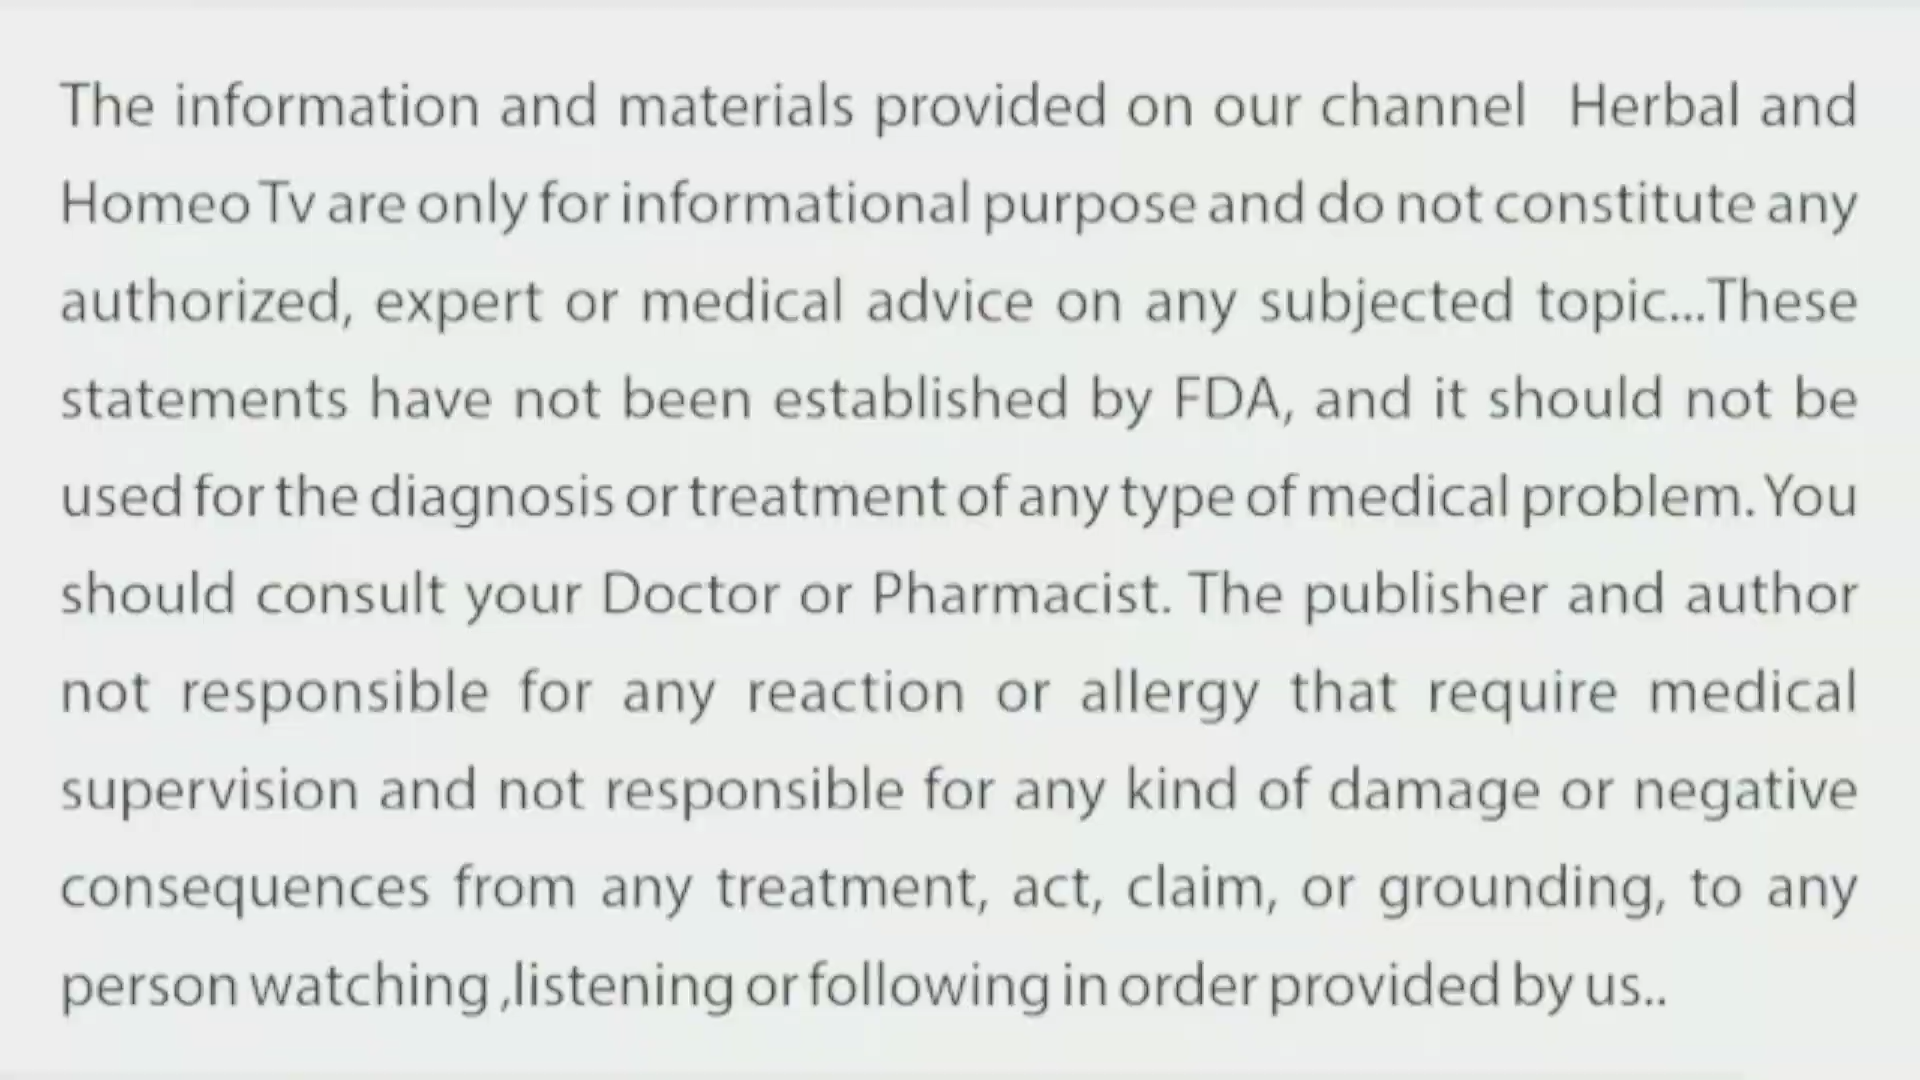 The information and materials provided on our channel Herbal and
Homeo Tv are only for informational purpose and do not constitute any
authorized, expert or medical advice on any subjected topic...These
statements have not been established by FDA, and it should not be
used for the diagnosis or treatment of any type of medical problem. You
should consult your Doctor or Pharmacist. The publisher and author
not responsible for any reaction or allergy that require medical
supervision and not responsible for any kind of damage or negative
consequences from any treatment, act, claim, or grounding, to any
person watching ,listening or following in order provided by us..